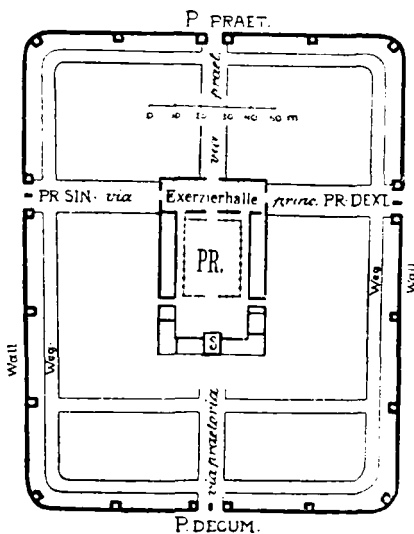 P. PRAET.
via praet.
0 10 20 30 40 50 m
PR. SIN. via Exerzierhalle princ. PR. DEXT.
PR.
Weg
Wall
Wall
Weg
S
via praetoria
P. DECUM.